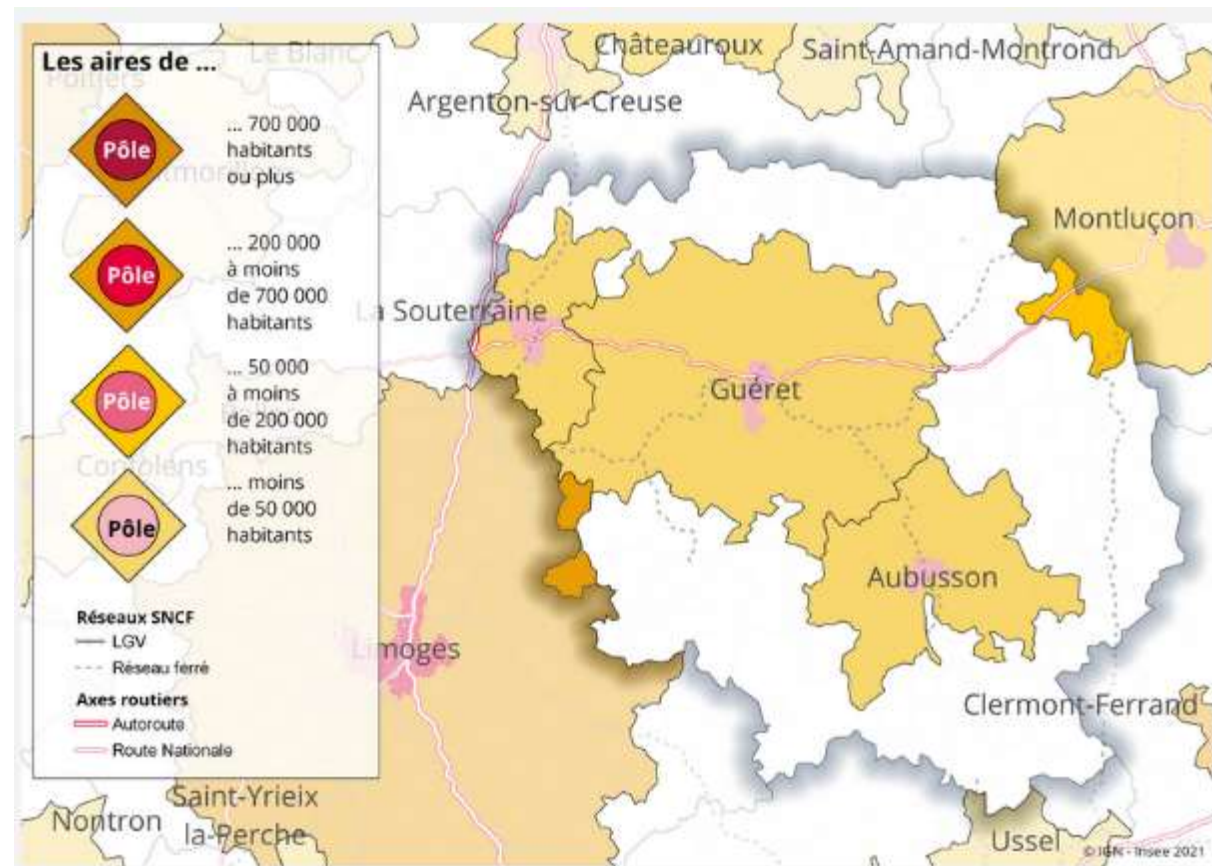 Les aires de ...
Pôle
... 700 000
habitants
ou plus
Pôle
... 200 000
à moins
de 700 000
habitants
Pôle
... 50 000
à moins
de 200 000
habitants
Pôle
... moins
de 50 000
habitants
Réseaux SNCF
LGV
Réseau ferré
Axes routiers
Autoroute
Route Nationale
Poitiers
Le Blanc
Châteauroux
Saint-Amand-Montrond
Argenton-sur-Creuse
Montluçon
La Souterraine
Guéret
Confolens
Aubusson
Limoges
Clermont-Ferrand
Saint-Yrieix
la-Perche
Nontron
Ussel
© IGN - Insee 2021